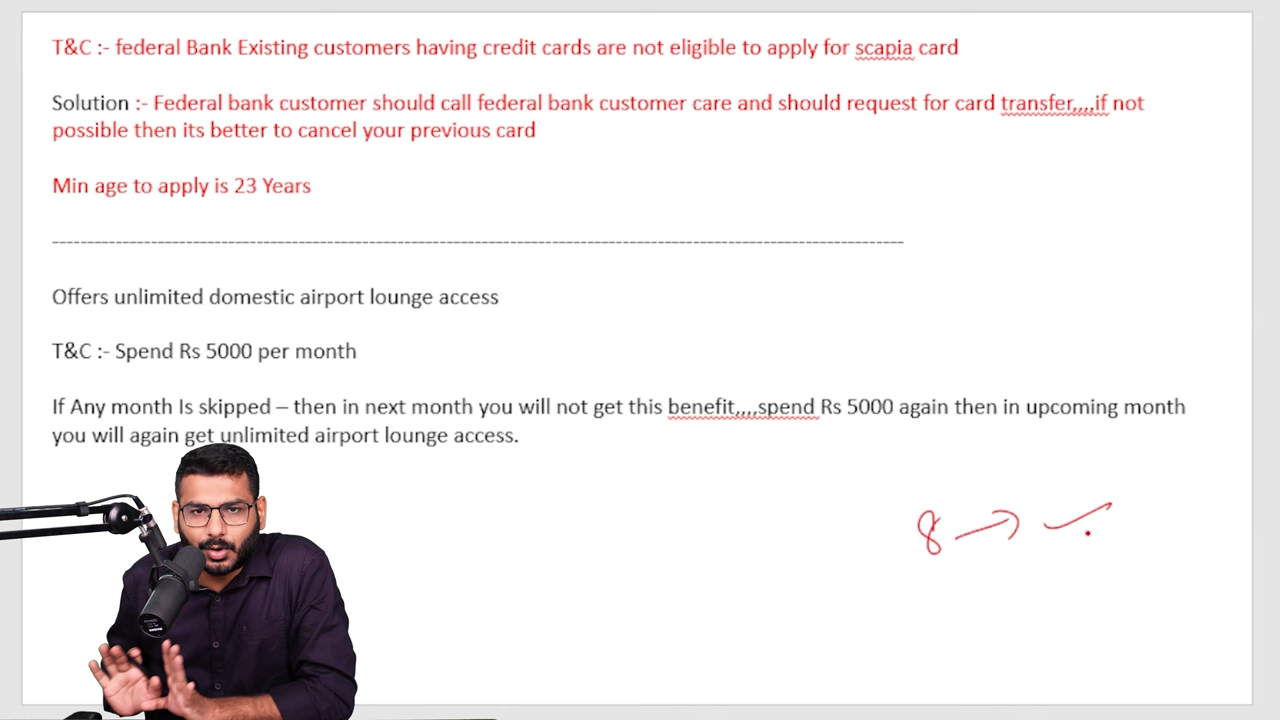 T&C :- federal Bank Existing customers having credit cards are not eligible to apply for scapia card
Solution :- Federal bank customer should call federal bank customer care and should request for card transfer,,,,if not
possible then its better to cancel your previous card
Min age to apply is 23 Years
--------------------------------------------------------------------------------------------------------------------------
Offers unlimited domestic airport lounge access
T&C :- Spend Rs 5000 per month
If Any month Is skipped – then in next month you will not get this benefit,,,,spend Rs 5000 again then in upcoming month
you will again get unlimited airport lounge access.
8 → ✓